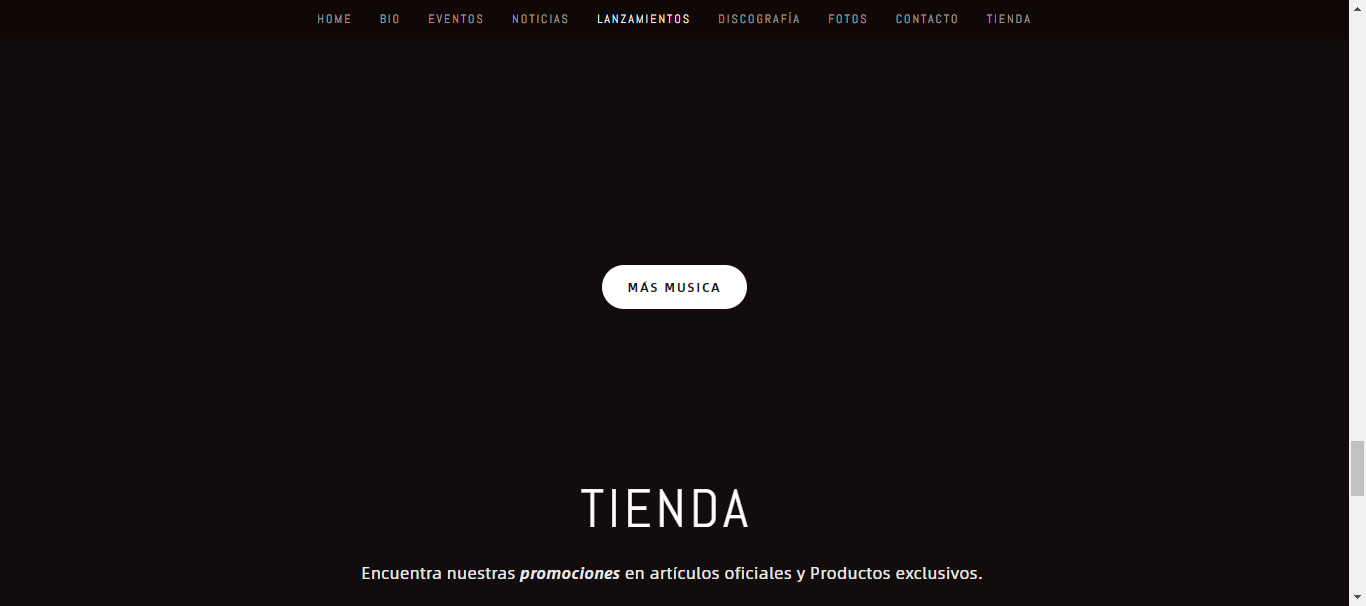 HOME BIO EVENTOS NOTICIAS LANZAMIENTOS DISCOGRAFÍA FOTOS CONTACTO TIENDA
MÁS MUSICA
TIENDA
Encuentra nuestras promociones en artículos oficiales y Productos exclusivos.